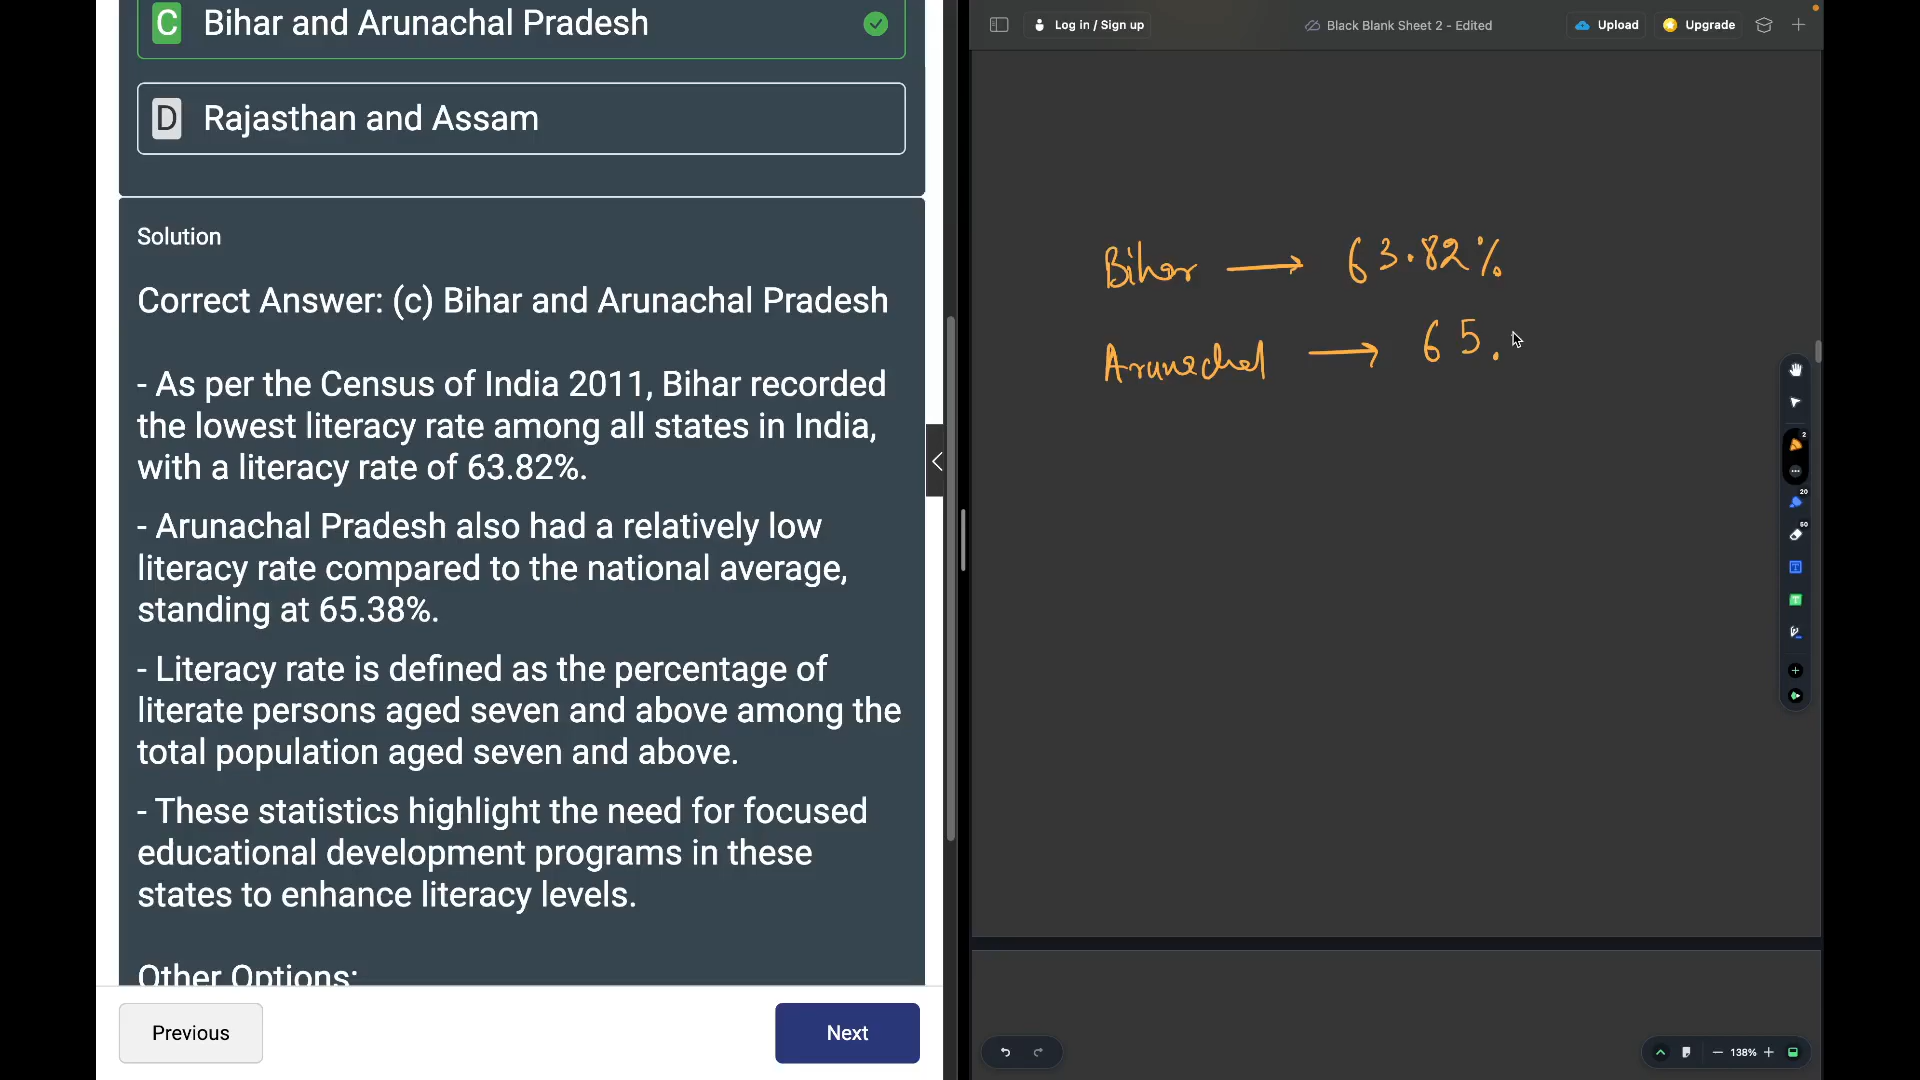 C Bihar and Arunachal Pradesh
D Rajasthan and Assam
Solution
Correct Answer: (c) Bihar and Arunachal Pradesh
- As per the Census of India 2011, Bihar recorded
the lowest literacy rate among all states in India,
with a literacy rate of 63.82%.
- Arunachal Pradesh also had a relatively low
literacy rate compared to the national average,
standing at 65.38%.
- Literacy rate is defined as the percentage of
literate persons aged seven and above among the
total population aged seven and above.
- These statistics highlight the need for focused
educational development programs in these
states to enhance literacy levels.
Other Options:
Previous
Next
Log in / Sign up
Black Blank Sheet 2 - Edited
Upload
Upgrade
Bihar → 63.82%
Arunachal → 65.
2
20
50
138%